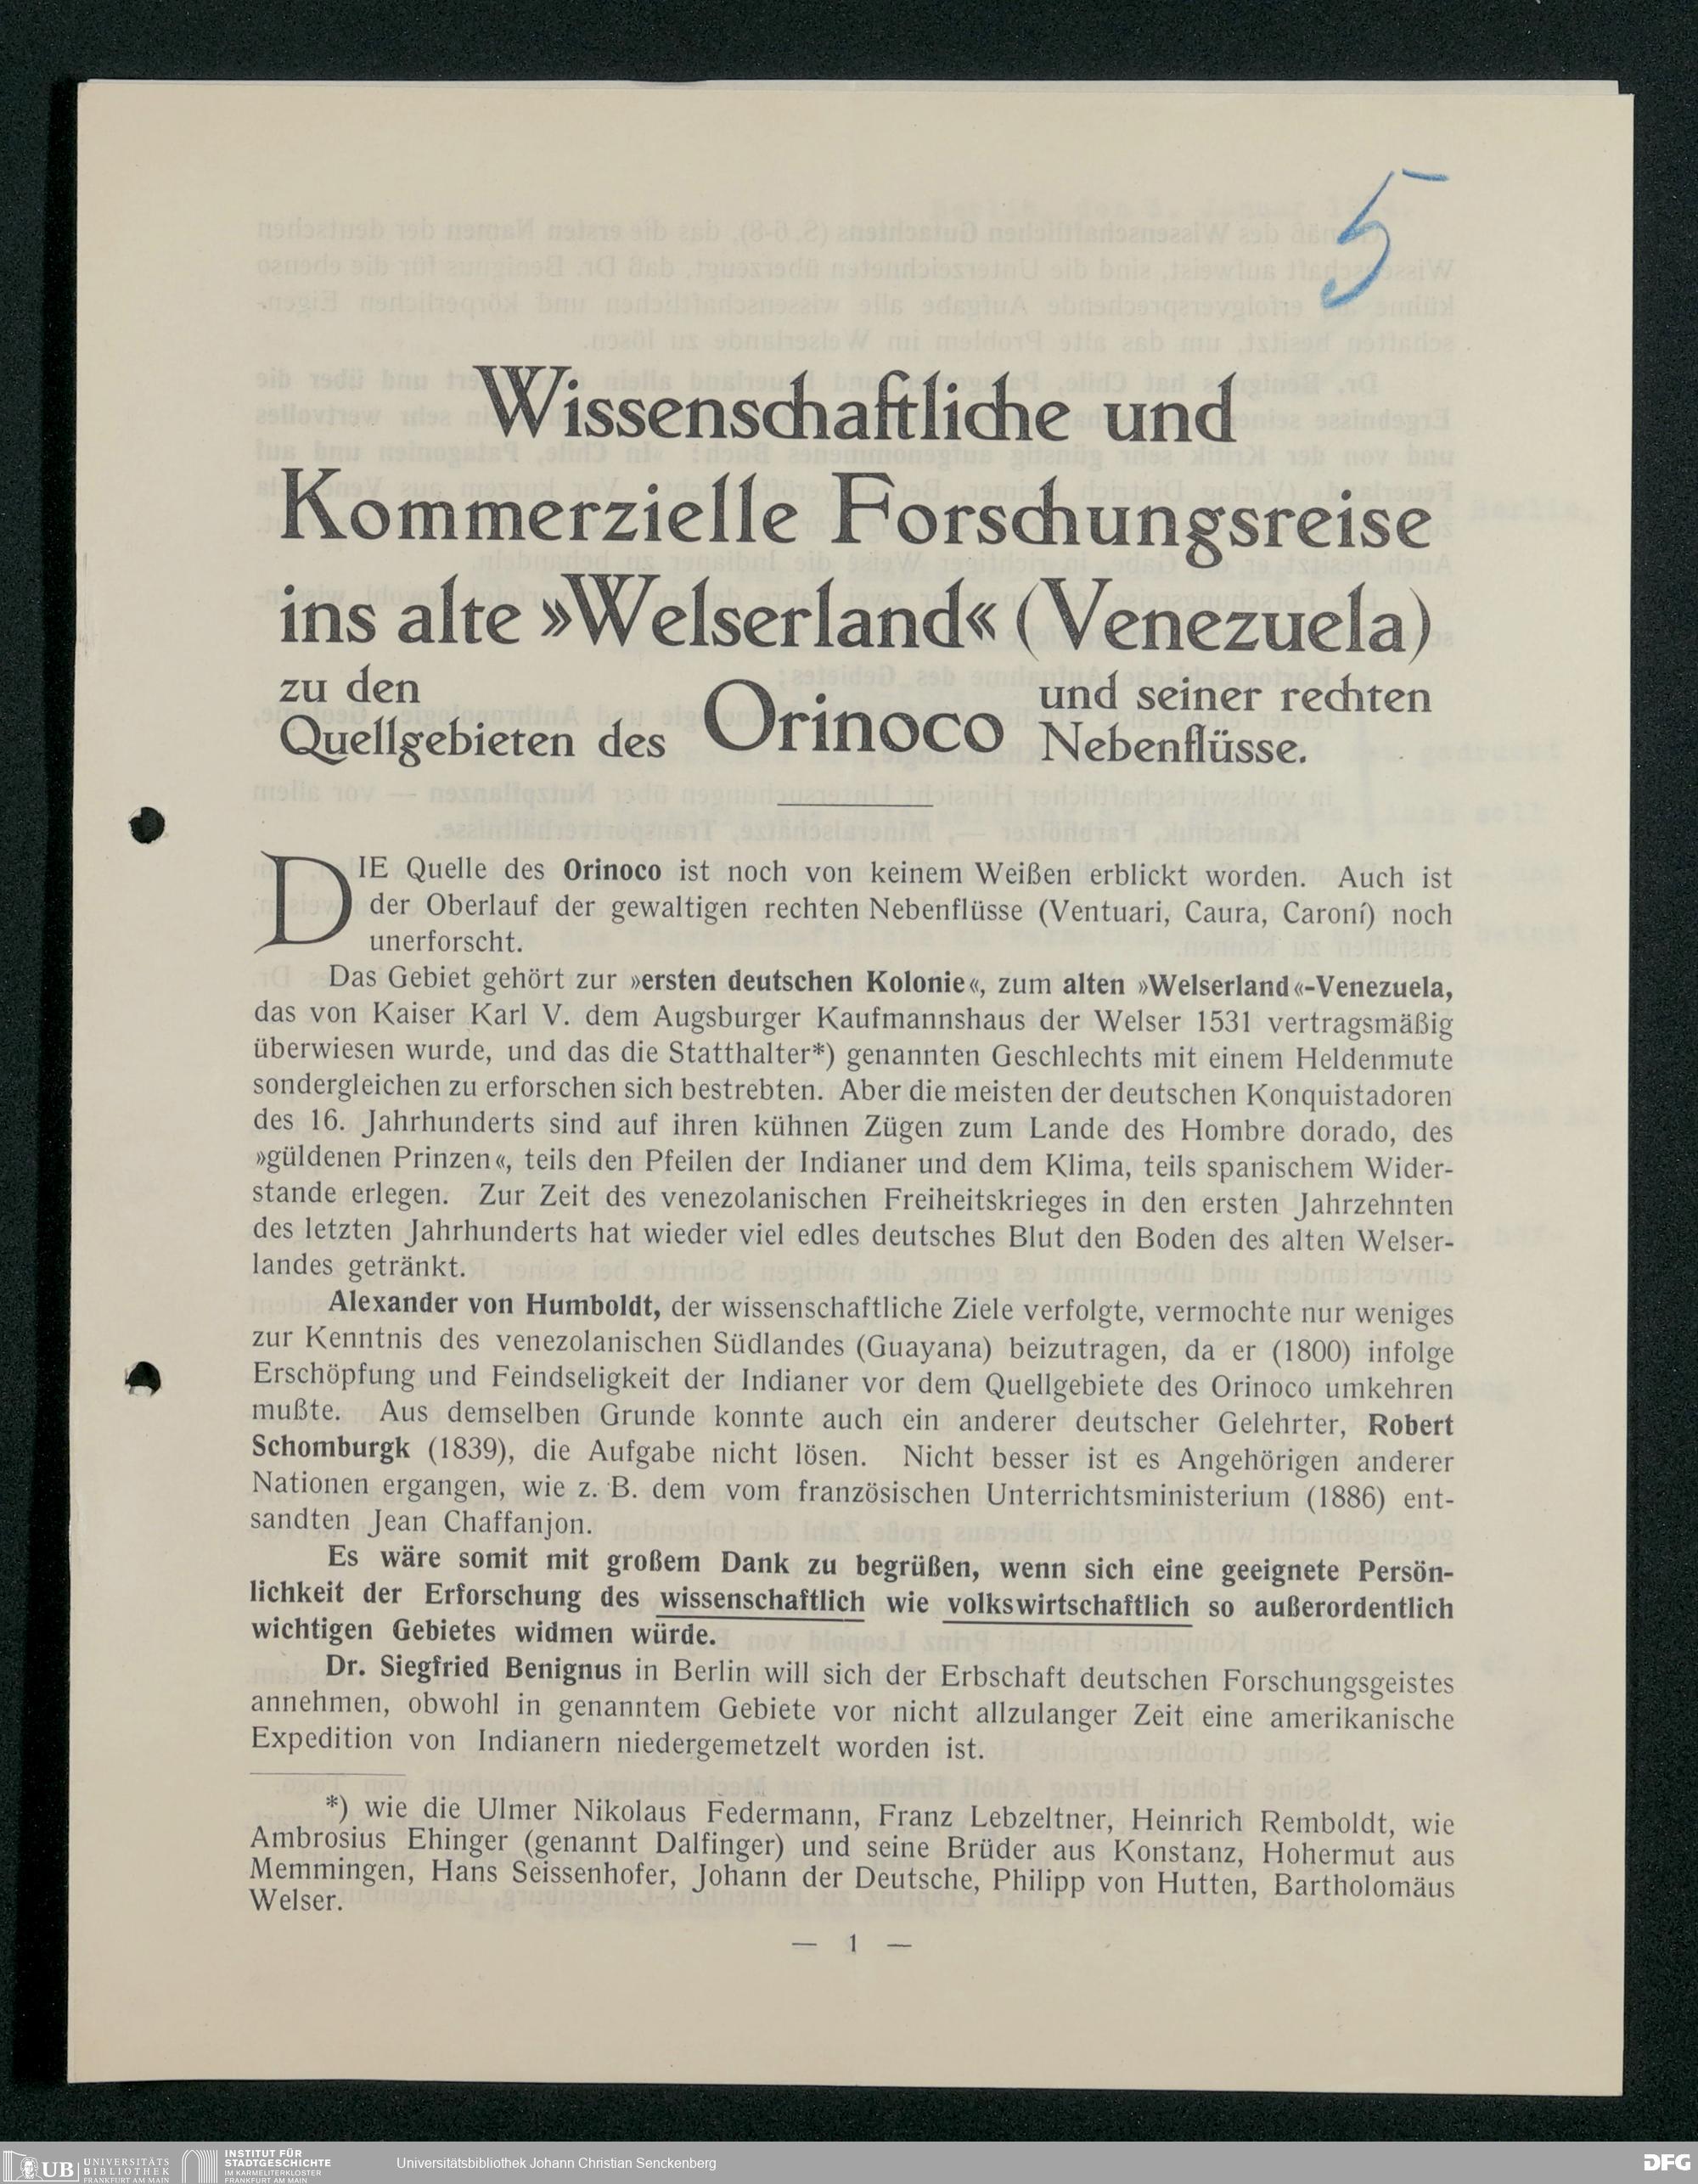 5
Wissenschaftliche und
Kommerzielle Forschungsreise
ins alte »Welserland« (Venezuela)
zu den Quellgebieten des Orinoco und seiner rechten Nebenflüsse.
DIE Quelle des Orinoco ist noch von keinem Weißen erblickt worden. Auch ist
der Oberlauf der gewaltigen rechten Nebenflüsse (Ventuari, Caura, Caroní) noch
unerforscht.
Das Gebiet gehört zur »ersten deutschen Kolonie«, zum alten »Welserland«-Venezuela,
das von Kaiser Karl V. dem Augsburger Kaufmannshaus der Welser 1531 vertragsmäßig
überwiesen wurde, und das die Statthalter*) genannten Geschlechts mit einem Heldenmute
sondergleichen zu erforschen sich bestrebten. Aber die meisten der deutschen Konquistadoren
des 16. Jahrhunderts sind auf ihren kühnen Zügen zum Lande des Hombre dorado, des
»güldenen Prinzen«, teils den Pfeilen der Indianer und dem Klima, teils spanischem Wider-
stande erlegen. Zur Zeit des venezolanischen Freiheitskrieges in den ersten Jahrzehnten
des letzten Jahrhunderts hat wieder viel edles deutsches Blut den Boden des alten Welser-
landes getränkt.
Alexander von Humboldt, der wissenschaftliche Ziele verfolgte, vermochte nur weniges
zur Kenntnis des venezolanischen Südlandes (Guayana) beizutragen, da er (1800) infolge
Erschöpfung und Feindseligkeit der Indianer vor dem Quellgebiete des Orinoco umkehren
mußte. Aus demselben Grunde konnte auch ein anderer deutscher Gelehrter, Robert
Schomburgk (1839), die Aufgabe nicht lösen. Nicht besser ist es Angehörigen anderer
Nationen ergangen, wie z. B. dem vom französischen Unterrichtsministerium (1886) ent-
sandten Jean Chaffanjon.
Es wäre somit mit großem Dank zu begrüßen, wenn sich eine geeignete Persön-
lichkeit der Erforschung des wissenschaftlich wie volkswirtschaftlich so außerordentlich
wichtigen Gebietes widmen würde.
Dr. Siegfried Benignus in Berlin will sich der Erbschaft deutschen Forschungsgeistes
annehmen, obwohl in genanntem Gebiete vor nicht allzulanger Zeit eine amerikanische
Expedition von Indianern niedergemetzelt worden ist.
*) wie die Ulmer Nikolaus Federmann, Franz Lebzeltner, Heinrich Remboldt, wie
Ambrosius Ehinger (genannt Dalfinger) und seine Brüder aus Konstanz, Hohermut aus
Memmingen, Hans Seissenhofer, Johann der Deutsche, Philipp von Hutten, Bartholomäus
Welser.
— 1 —
UB UNIVERSITÄTS
BIBLIOTHEK
FRANKFURT AM MAIN
INSTITUT FÜR
STADTGESCHICHTE
IM KARMELITERKLOSTER
FRANKFURT AM MAIN
Universitätsbibliothek Johann Christian Senckenberg
DFG